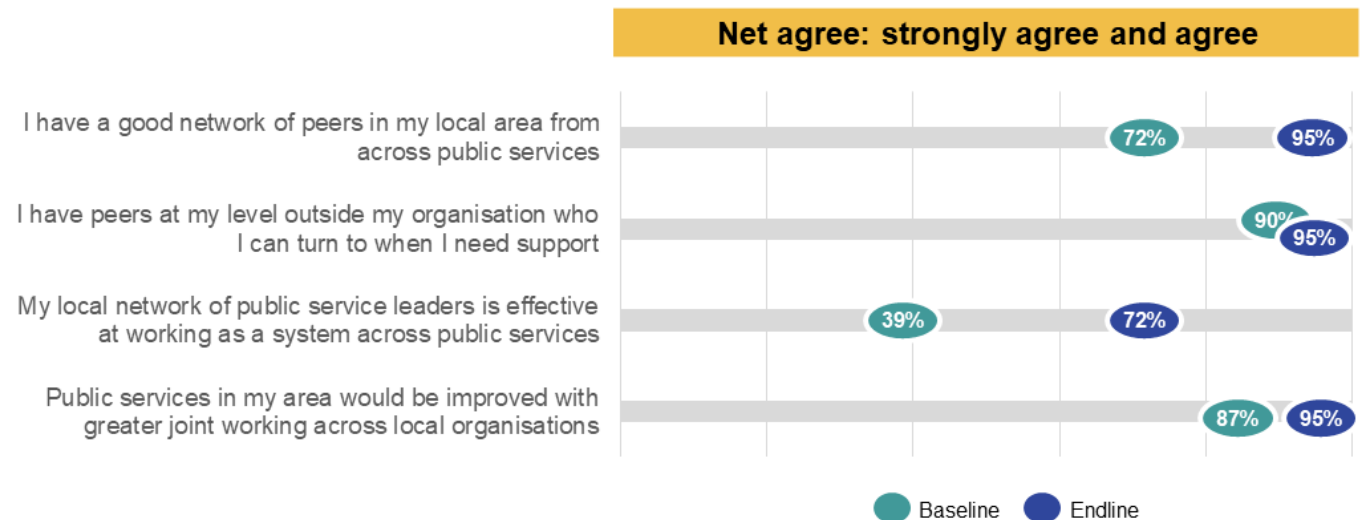 Net agree: strongly agree and agree
I have a good network of peers in my local area from
across public services
72%
95%
I have peers at my level outside my organisation who
I can turn to when I need support
90%
95%
My local network of public service leaders is effective
at working as a system across public services
39%
72%
Public services in my area would be improved with
greater joint working across local organisations
87%
95%
Baseline
Endline